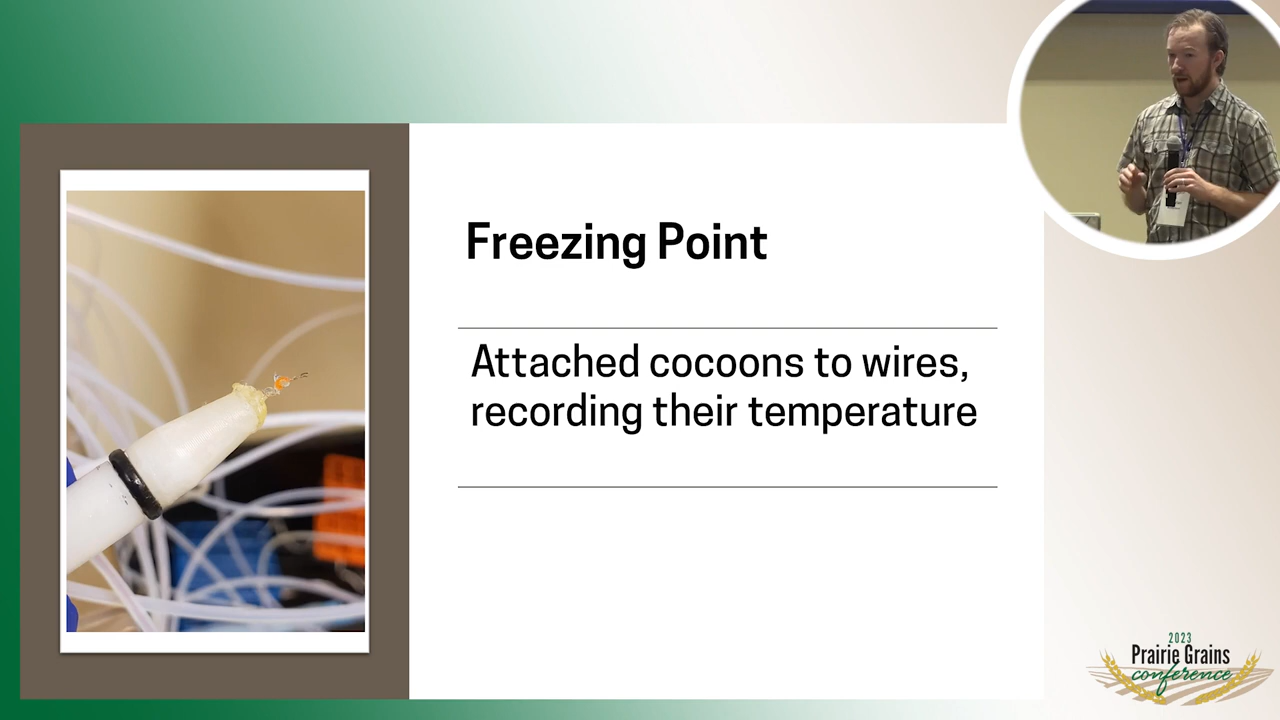 Freezing Point
Attached cocoons to wires,
recording their temperature
2023
Prairie Grains
conference